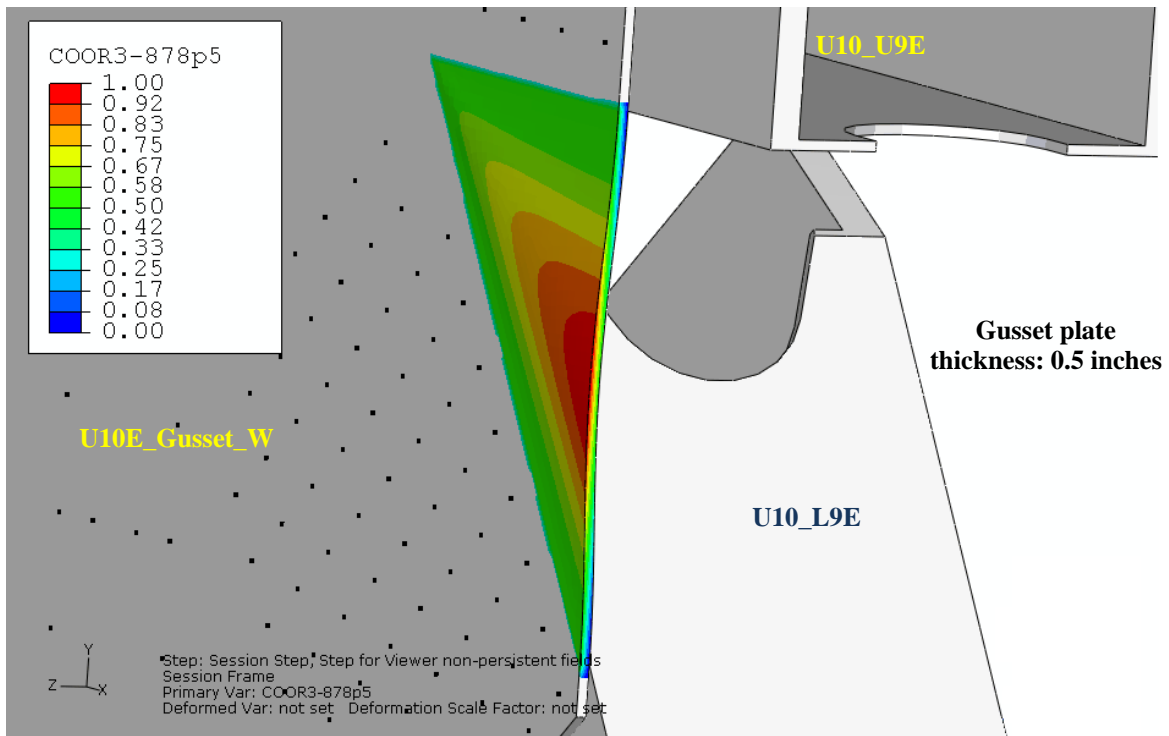 COOR3-878p5
1.00
0.92
0.83
0.75
0.67
0.58
0.50
0.42
0.33
0.25
0.17
0.08
0.00
U10_U9E
Gusset plate
thickness: 0.5 inches
U10E_Gusset_W
U10_L9E
Y
Z
X
Step: Session Step, Step for Viewer non-persistent fields
Session Frame
Primary Var: COOR3-878p5
Deformed Var: not set Deformation Scale Factor: not set